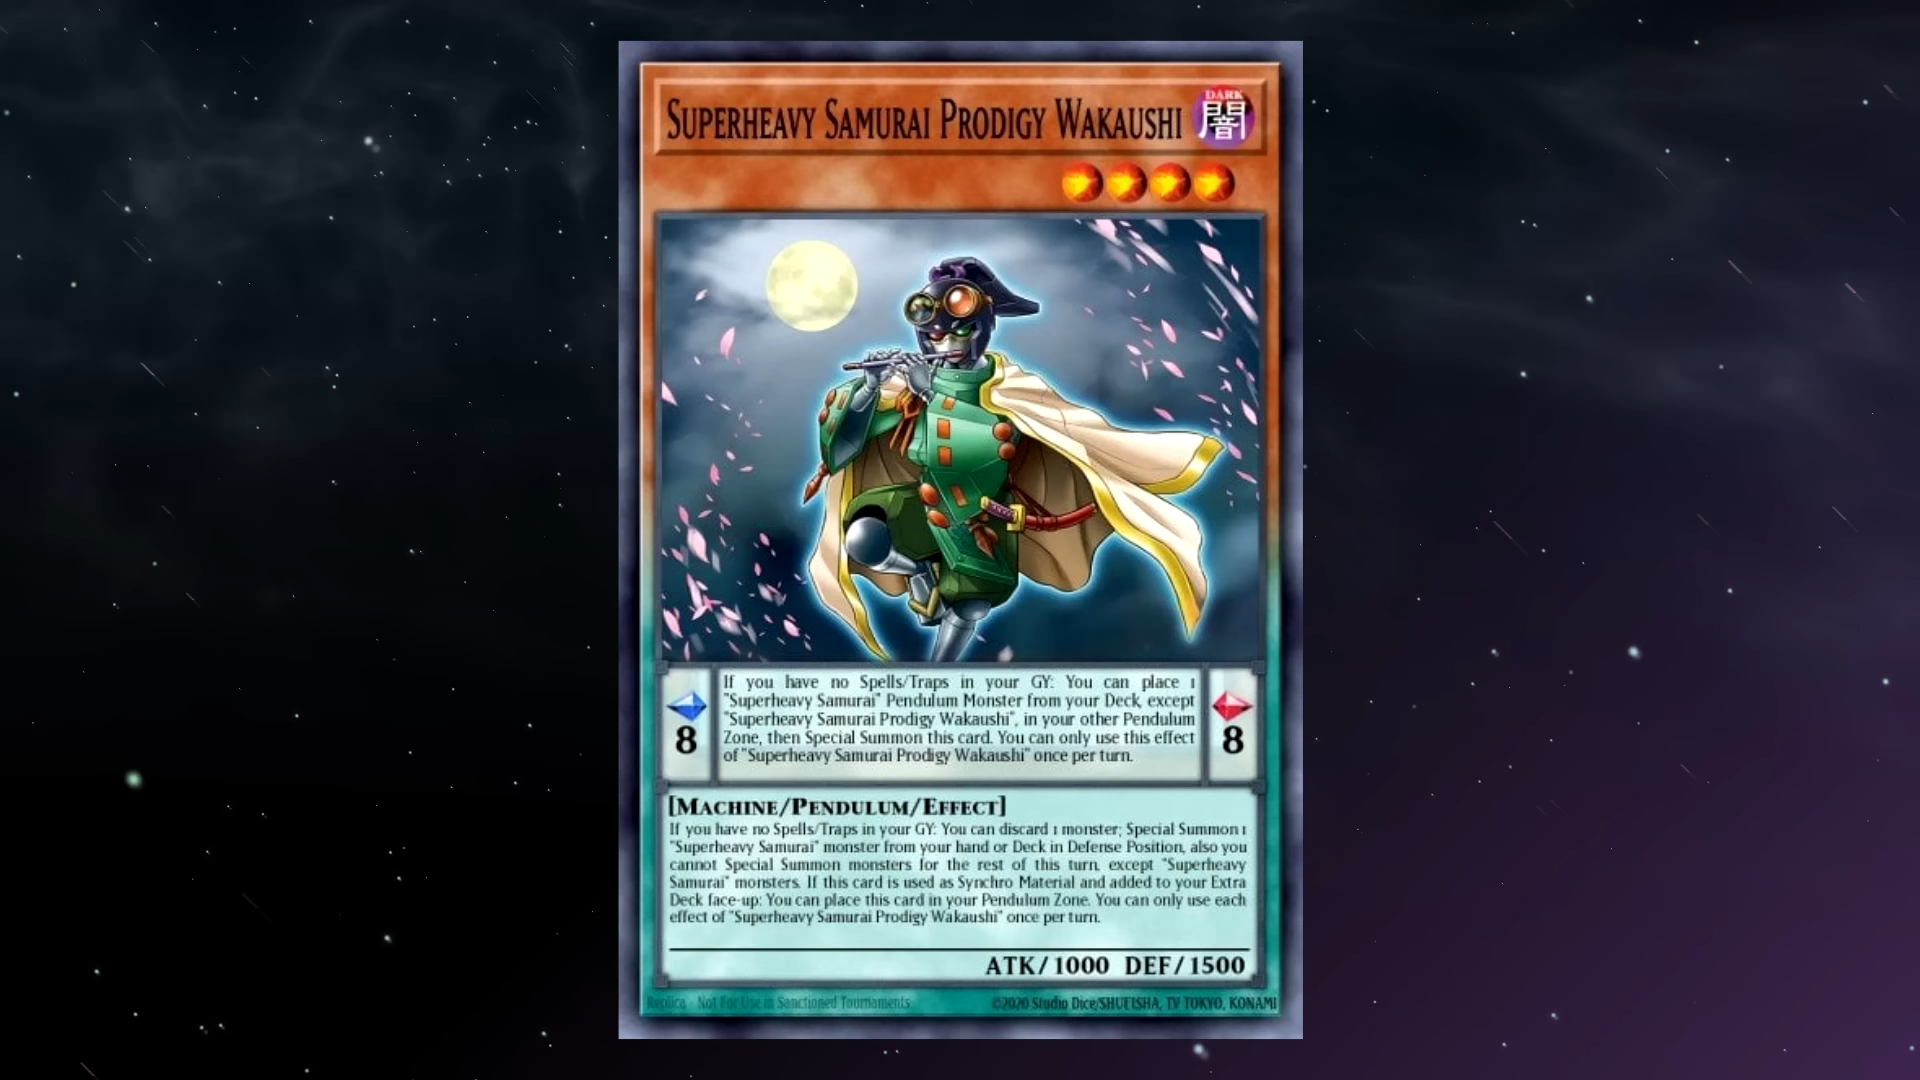 Superheavy Samurai Prodigy Wakaushi
DARK
闇
If you have no Spells/Traps in your GY: You can place 1
"Superheavy Samurai" Pendulum Monster from your Deck, except
"Superheavy Samurai Prodigy Wakaushi", in your other Pendulum
Zone, then Special Summon this card. You can only use this effect
of "Superheavy Samurai Prodigy Wakaushi" once per turn.
8
8
[Machine/Pendulum/Effect]
If you have no Spells/Traps in your GY: You can discard 1 monster; Special Summon 1
"Superheavy Samurai" monster from your hand or Deck in Defense Position, also you
cannot Special Summon monsters for the rest of this turn, except "Superheavy
Samurai" monsters. If this card is used as Synchro Material and added to your Extra
Deck face-up: You can place this card in your Pendulum Zone. You can only use each
effect of "Superheavy Samurai Prodigy Wakaushi" once per turn.
ATK/1000 DEF/1500
Replica - Not For Use in Sanctioned Tournaments
©2020 Studio Dice/SHUEISHA, TV TOKYO, KONAMI